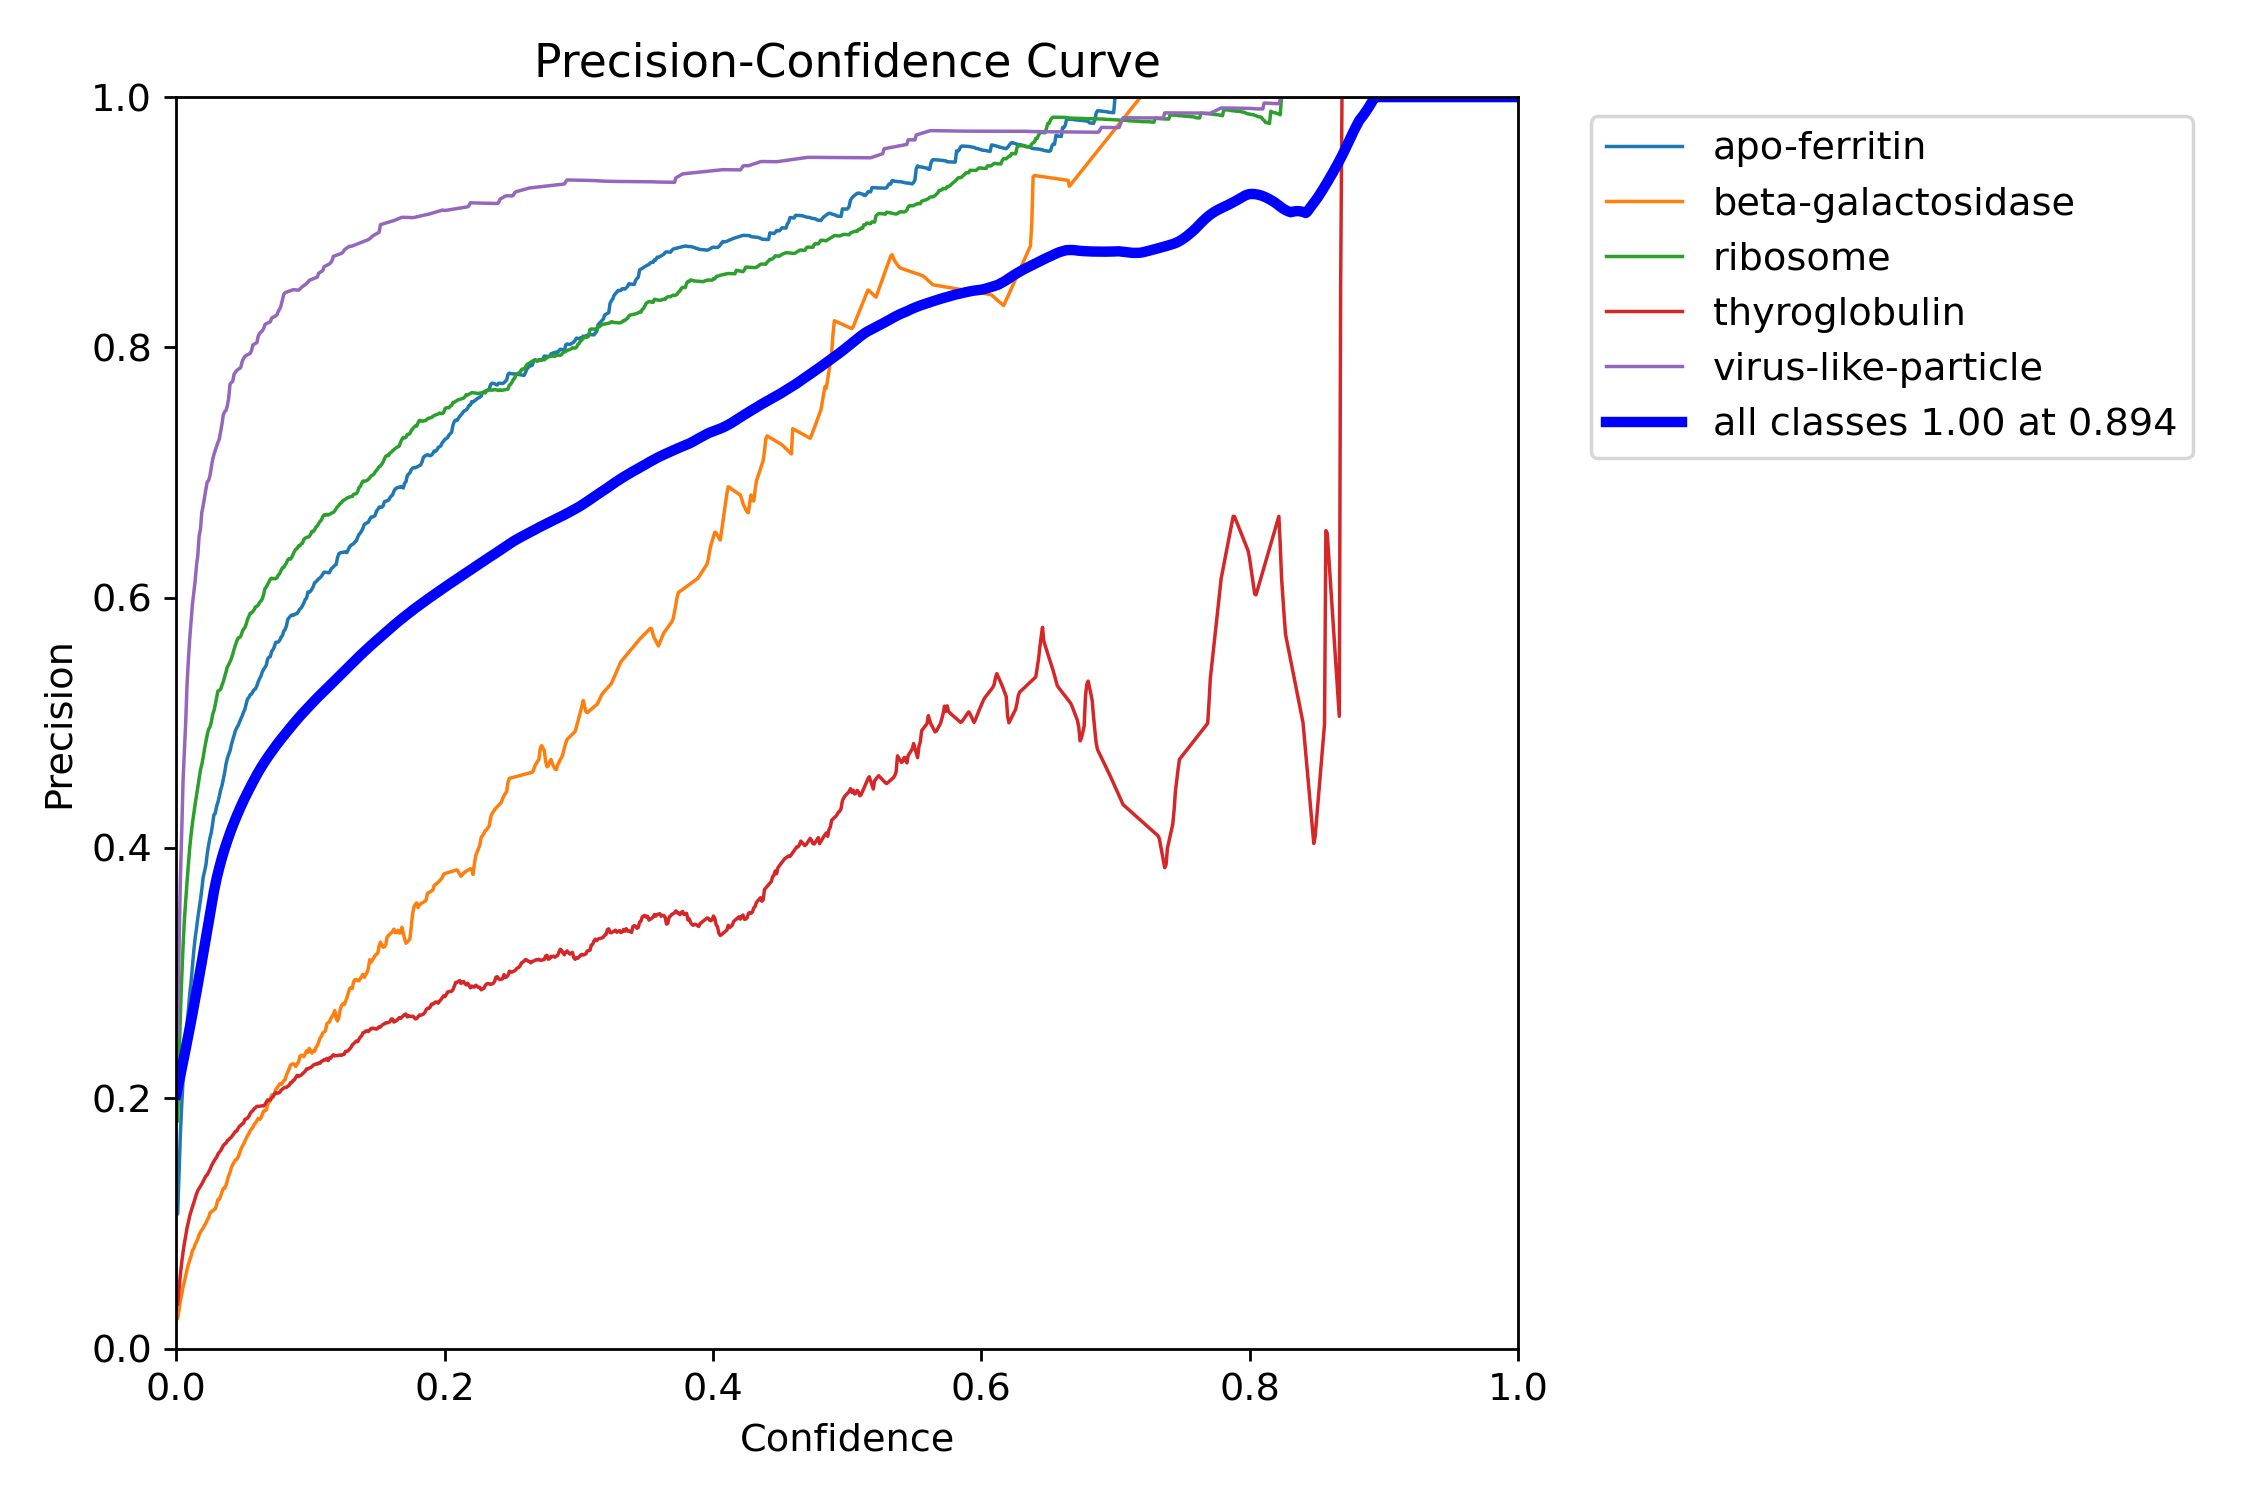 Precision-Confidence Curve
1.0
0.8
0.6
0.4
0.2
0.0
Precision
0.0 0.2 0.4 0.6 0.8 1.0
Confidence
apo-ferritin
beta-galactosidase
ribosome
thyroglobulin
virus-like-particle
all classes 1.00 at 0.894